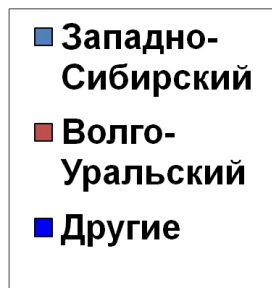 Западно-
Сибирский
Волго-
Уральский
Другие